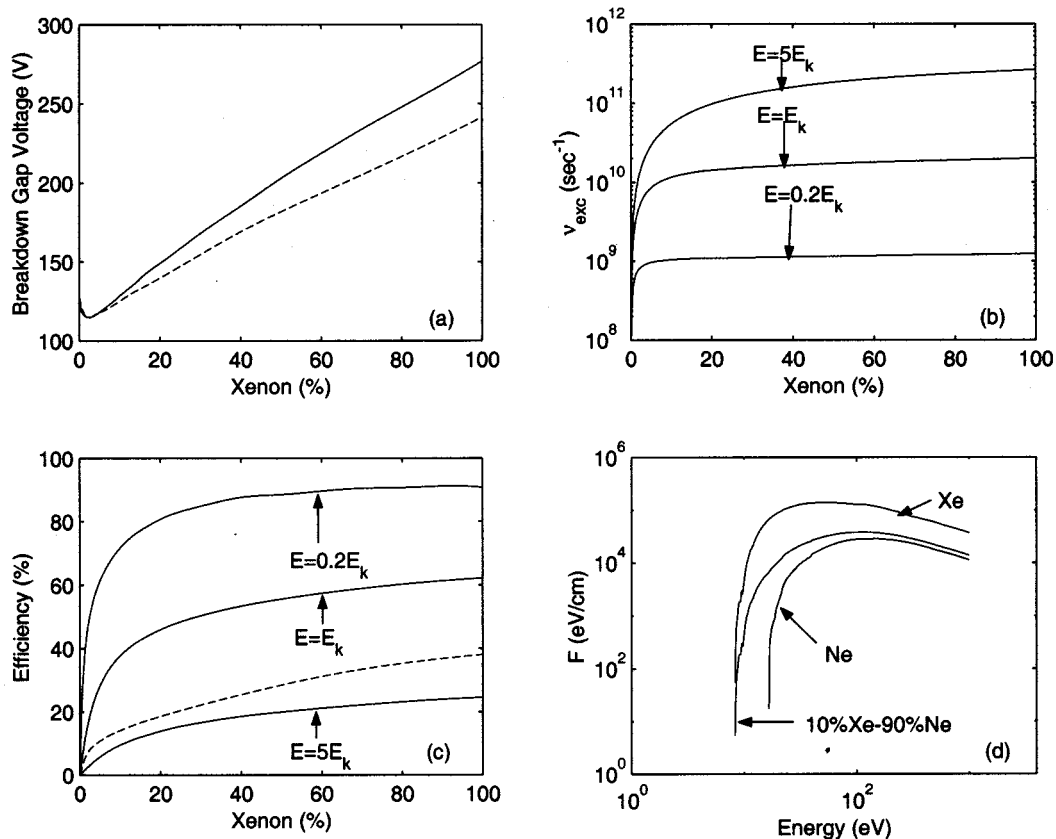 300
250
200
150
100
Breakdown Gap Voltage (V)
(a)
0 20 40 60 80 100
Xenon (%)
10^12
10^11
10^10
10^9
10^8
ν_exc (sec^-1)
E=5E_k
E=E_k
E=0.2E_k
(b)
0 20 40 60 80 100
Xenon (%)
100
80
60
40
20
0
Efficiency (%)
E=0.2E_k
E=E_k
E=5E_k
(c)
0 20 40 60 80 100
Xenon (%)
10^6
10^4
10^2
10^0
F (eV/cm)
Xe
Ne
10%Xe-90%Ne
(d)
10^0 10^2
Energy (eV)